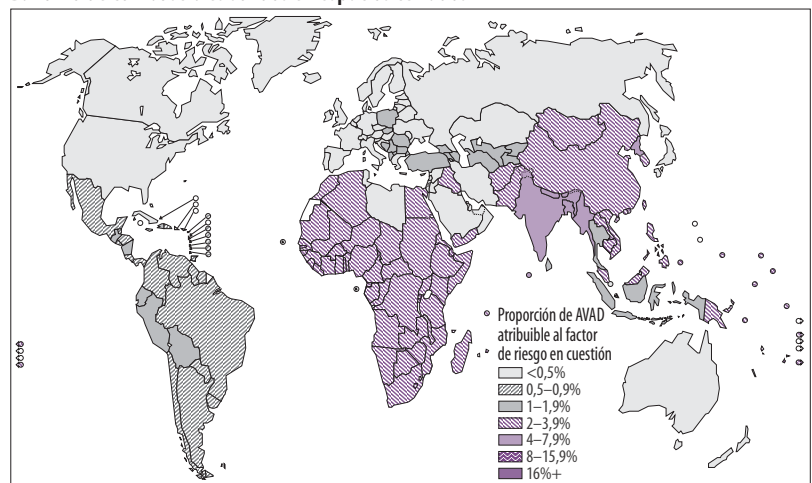 Proporción de AVAD
atribuible al factor
de riesgo en cuestión
<0,5%
0,5–0,9%
1–1,9%
2–3,9%
4–7,9%
8–15,9%
16%+